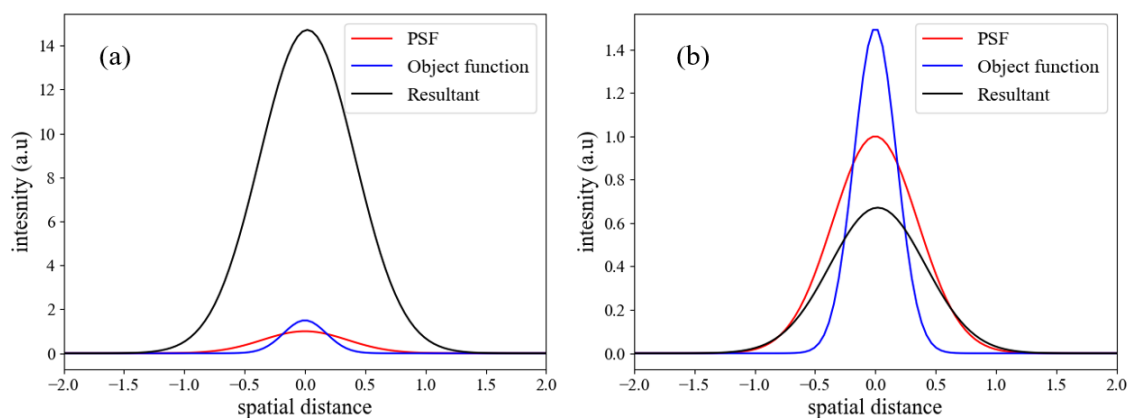 (a)
PSF
Object function
Resultant
14
12
10
8
6
4
2
0
−2.0 −1.5 −1.0 −0.5 0.0 0.5 1.0 1.5 2.0
spatial distance
intesnity (a.u)
(b)
PSF
Object function
Resultant
1.4
1.2
1.0
0.8
0.6
0.4
0.2
0.0
−2.0 −1.5 −1.0 −0.5 0.0 0.5 1.0 1.5 2.0
spatial distance
intesnity (a.u)